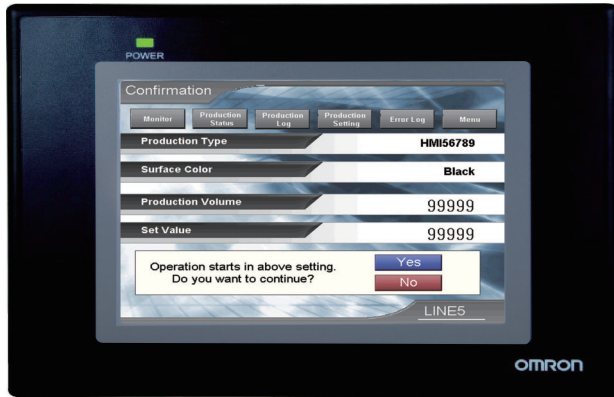 POWER
Confirmation
Monitor
Production
Status
Production
Log
Production
Setting
Error Log
Menu
Production Type
HMI56789
Surface Color
Black
Production Volume
99999
Set Value
99999
Operation starts in above setting.
Do you want to continue?
Yes
No
LINE5
OMRON